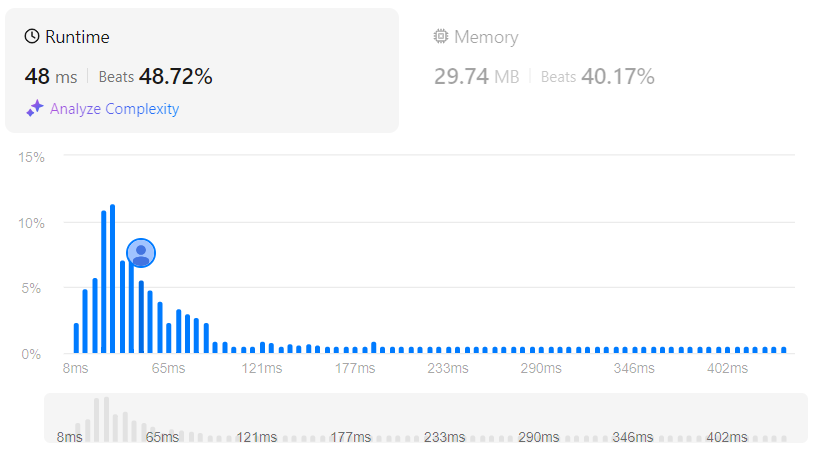 Runtime
48 ms | Beats 48.72%
Analyze Complexity
Memory
29.74 MB | Beats 40.17%
15%
10%
5%
0%
8ms 65ms 121ms 177ms 233ms 290ms 346ms 402ms
8ms 65ms 121ms 177ms 233ms 290ms 346ms 402ms